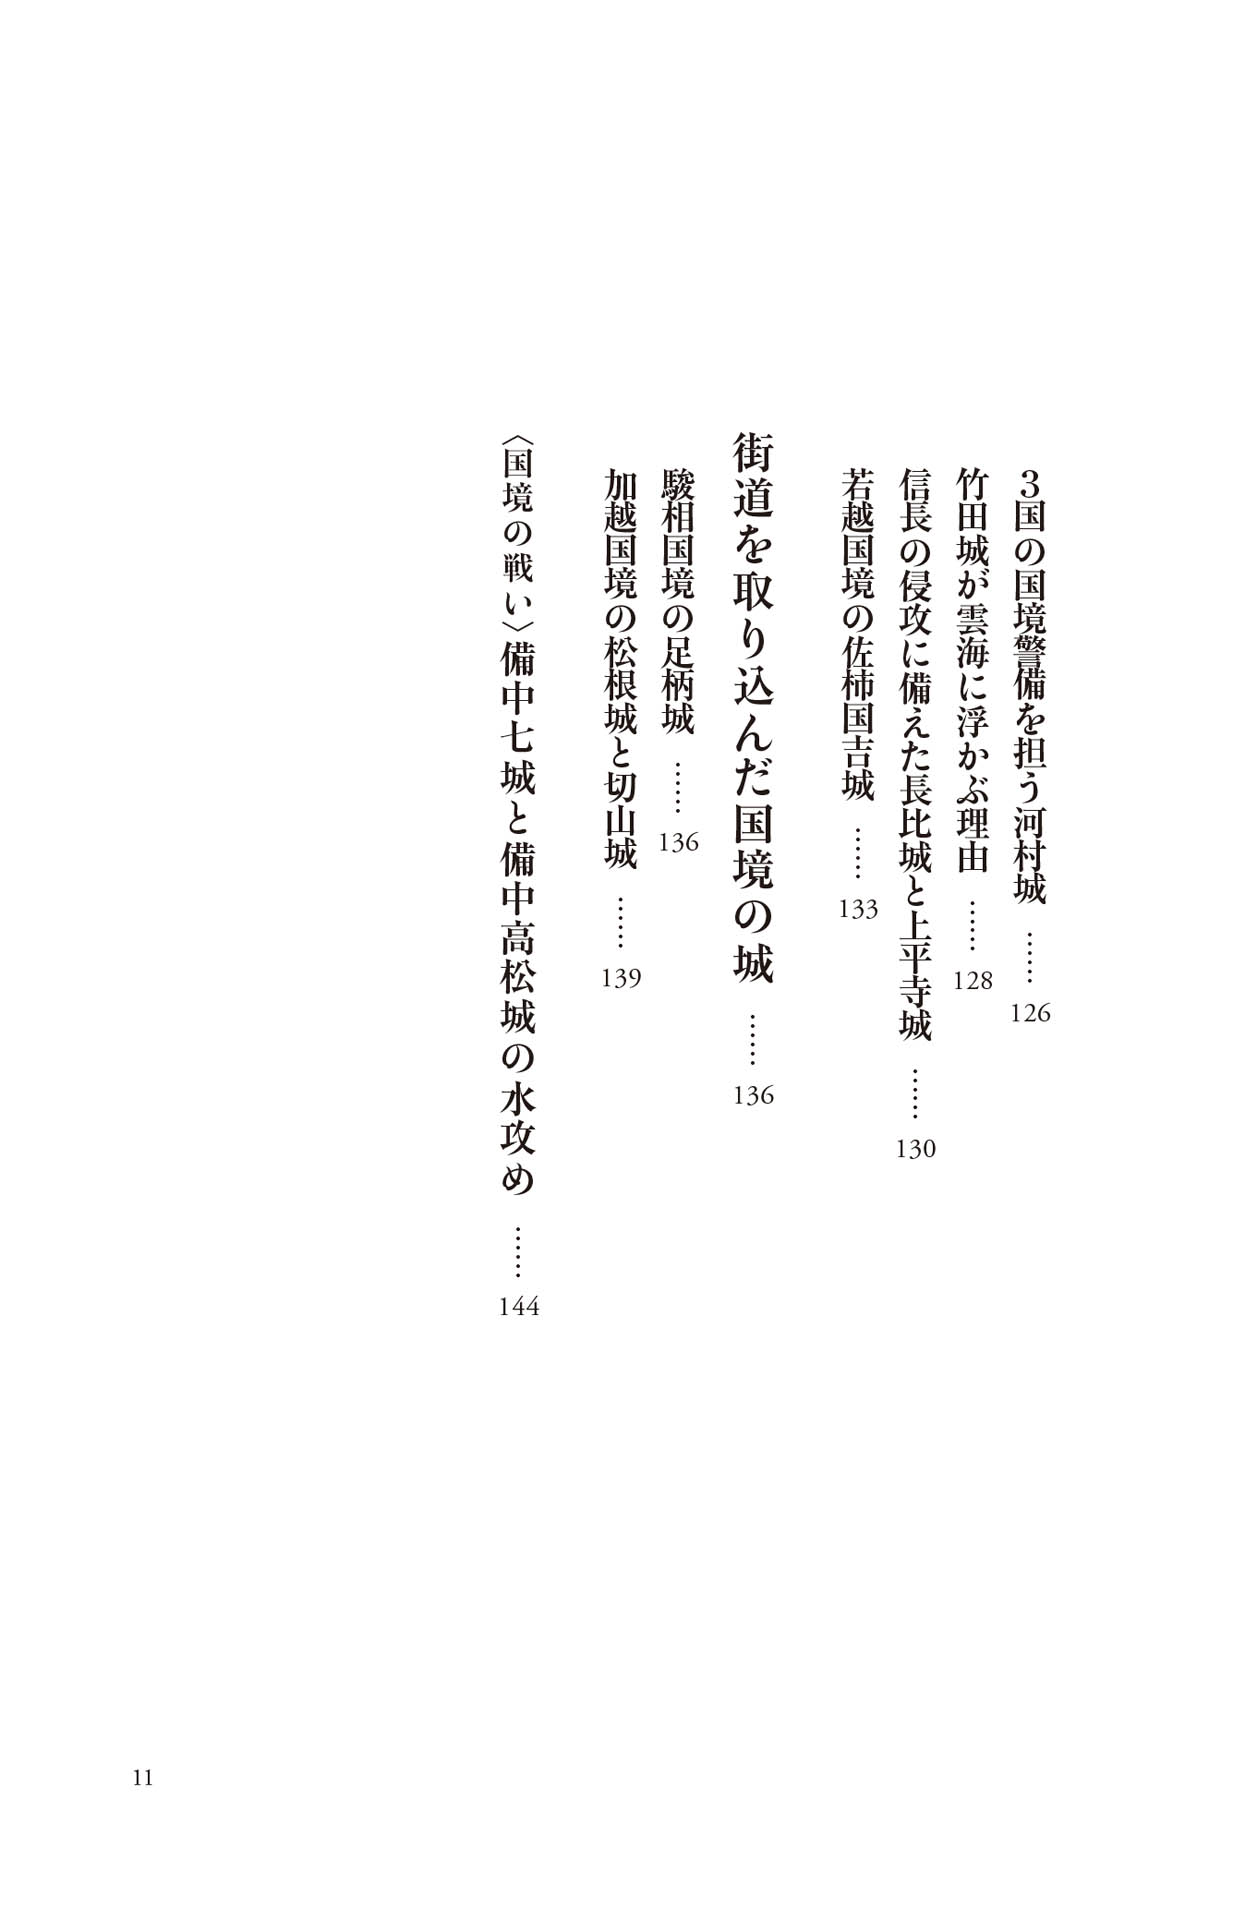 3国の国境警備を担う河村城 …… 126
竹田城が雲海に浮かぶ理由 …… 128
信長の侵攻に備えた長比城と上平寺城 …… 130
若越国境の佐柿国吉城 …… 133
街道を取り込んだ国境の城 …… 136
駿相国境の足柄城 …… 136
加越国境の松根城と切山城 …… 139
〈国境の戦い〉備中七城と備中高松城の水攻め …… 144
11